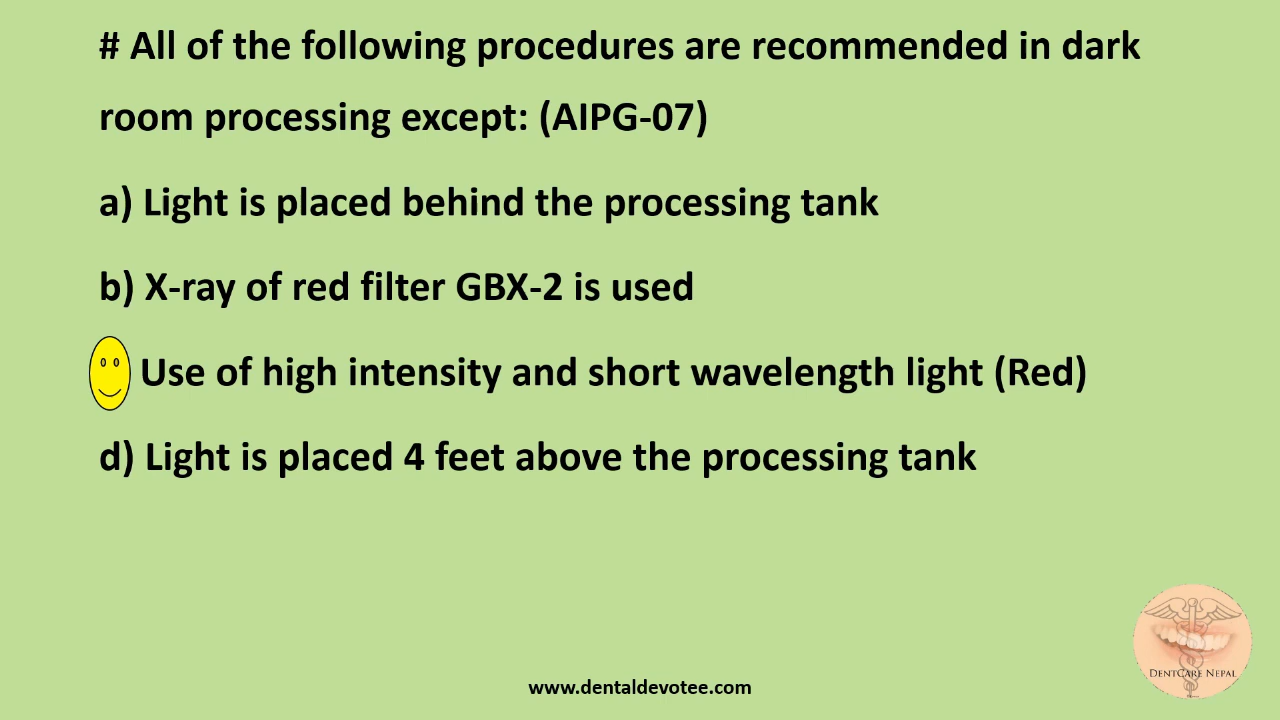 # All of the following procedures are recommended in dark
room processing except: (AIPG-07)
a) Light is placed behind the processing tank
b) X-ray of red filter GBX-2 is used
Use of high intensity and short wavelength light (Red)
d) Light is placed 4 feet above the processing tank
DentCare Nepal
www.dentaldevotee.com